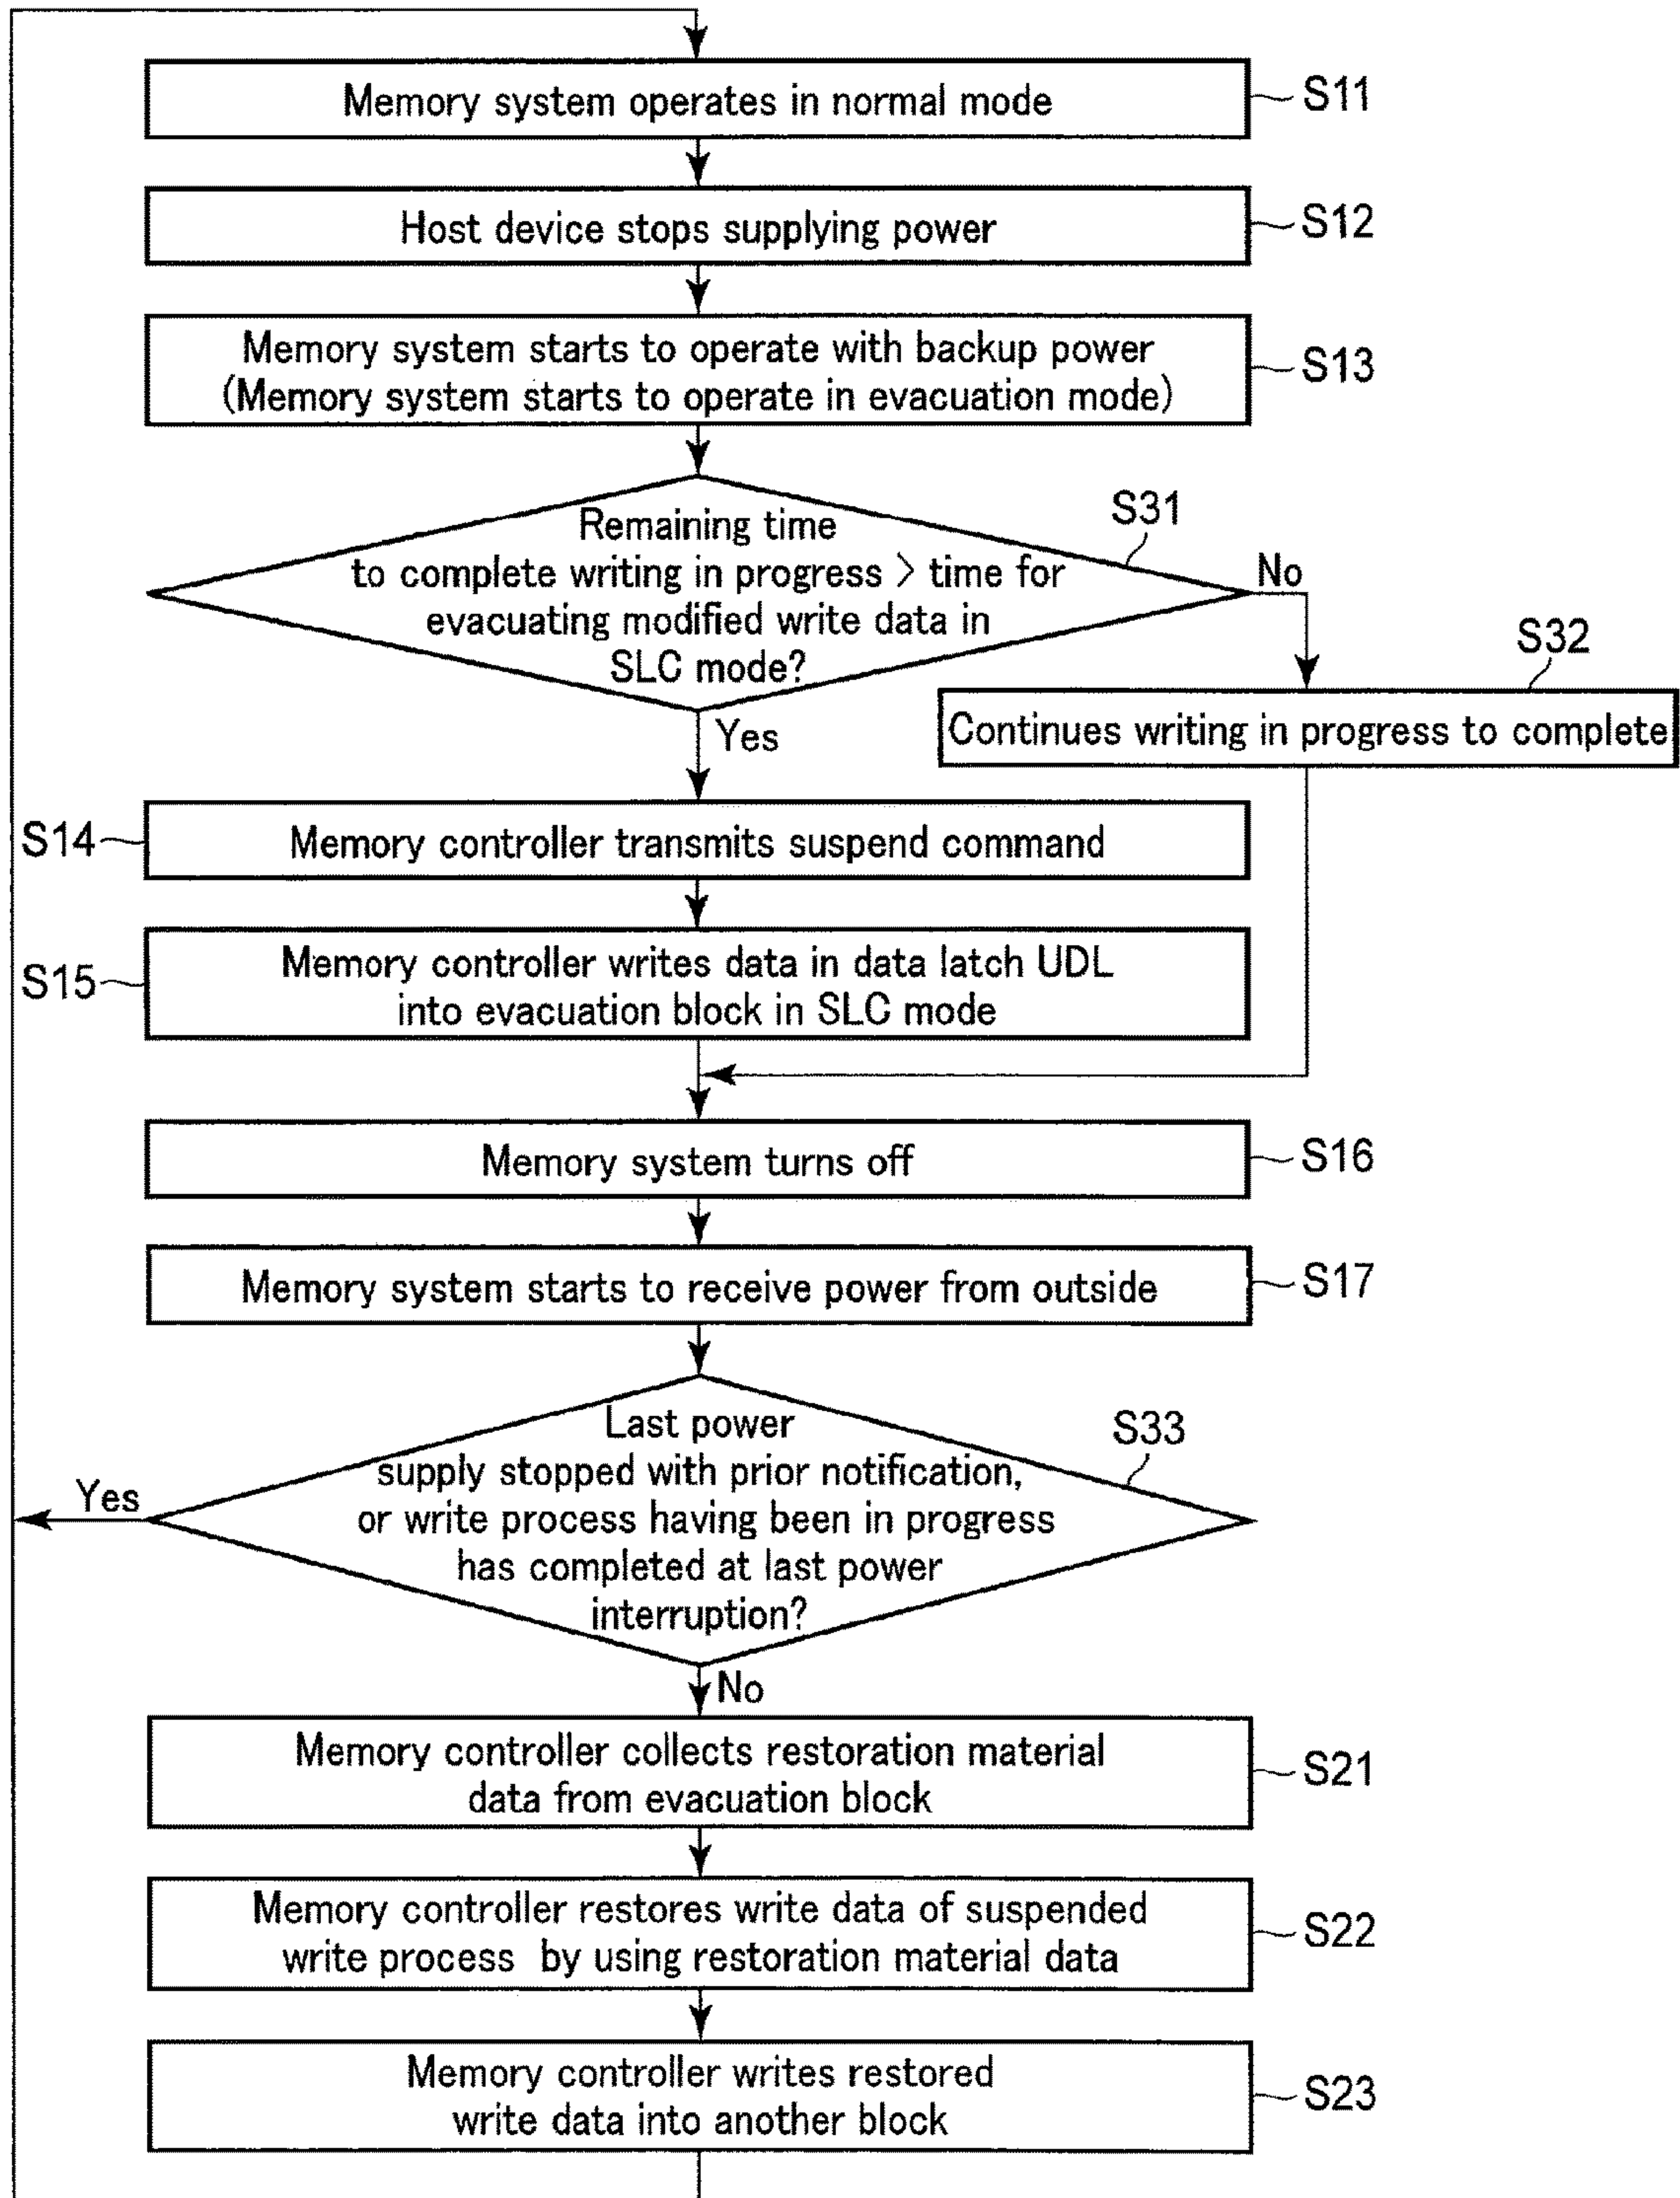 Memory system operates in normal mode
S11
Host device stops supplying power
S12
Memory system starts to operate with backup power
(Memory system starts to operate in evacuation mode)
S13
Remaining time
to complete writing in progress > time for
evacuating modified write data in
SLC mode?
S31
No
S32
Continues writing in progress to complete
Yes
S14
Memory controller transmits suspend command
S15
Memory controller writes data in data latch UDL
into evacuation block in SLC mode
Memory system turns off
S16
Memory system starts to receive power from outside
S17
Last power
supply stopped with prior notification,
or write process having been in progress
has completed at last power
interruption?
S33
Yes
No
Memory controller collects restoration material
data from evacuation block
S21
Memory controller restores write data of suspended
write process by using restoration material data
S22
Memory controller writes restored
write data into another block
S23